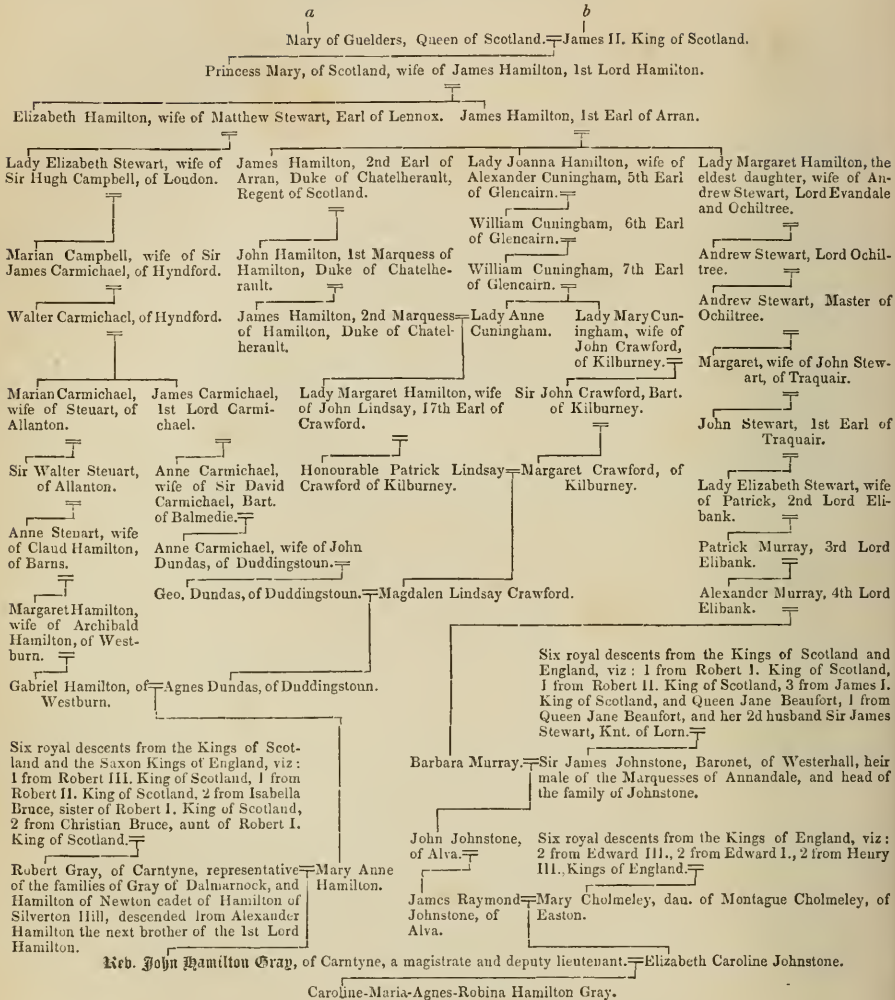 a
b
Mary of Guelders, Queen of Scotland.
James II. King of Scotland.
Princess Mary, of Scotland, wife of James Hamilton, 1st Lord Hamilton.
Elizabeth Hamilton, wife of Matthew Stewart, Earl of Lennox.
James Hamilton, 1st Earl of Arran.
Lady Elizabeth Stewart, wife of
Sir Hugh Campbell, of Loudon.
James Hamilton, 2nd Earl of
Arran, Duke of Chatelherault,
Regent of Scotland.
Lady Joanna Hamilton, wife of
Alexander Cuningham, 5th Earl
of Glencairn.
Lady Margaret Hamilton, the
eldest daughter, wife of An-
drew Stewart, Lord Evandale
and Ochiltree.
William Cuningham, 6th Earl
of Glencairn.
Marian Campbell, wife of Sir
James Carmichael, of Hyndford.
John Hamilton, 1st Marquess of
Hamilton, Duke of Chatelhe-
rault.
William Cuningham, 7th Earl
of Glencairn.
Andrew Stewart, Lord Ochil-
tree.
Walter Carmichael, of Hyndford.
James Hamilton, 2nd Marquess
of Hamilton, Duke of Chatel-
herault.
Lady Anne
Cuningham.
Lady Mary Cun-
ingham, wife of
John Crawford,
of Kilburney.
Andrew Stewart, Master of
Ochiltree.
Margaret, wife of John Stew-
art, of Traquair.
Marian Carmichael,
wife of Steuart, of
Allanton.
James Carmichael,
1st Lord Carmi-
chael.
Lady Margaret Hamilton, wife
of John Lindsay, 17th Earl of
Crawford.
Sir John Crawford, Bart.
of Kilburney.
John Stewart, 1st Earl of
Traquair.
Sir Walter Steuart,
of Allanton.
Anne Carmichael,
wife of Sir David
Carmichael, Bart.
of Balmedie.
Honourable Patrick Lindsay
Crawford of Kilburney.
Margaret Crawford, of
Kilburney.
Lady Elizabeth Stewart, wife
of Patrick, 2nd Lord Eli-
bank.
Anne Steuart, wife
of Claud Hamilton,
of Barns.
Anne Carmichael, wife of John
Dundas, of Duddingstoun.
Patrick Murray, 3rd Lord
Elibank.
Geo. Dundas, of Duddingstoun.
Magdalen Lindsay Crawford.
Alexander Murray, 4th Lord
Elibank.
Margaret Hamilton,
wife of Archibald
Hamilton, of West-
burn.
Gabriel Hamilton, of
Westburn.
Agnes Dundas, of Duddingstoun.
Six royal descents from the Kings of Scotland and
England, viz: 1 from Robert I. King of Scotland,
1 from Robert II. King of Scotland, 3 from James I.
King of Scotland, and Queen Jane Beaufort, 1 from
Queen Jane Beaufort, and her 2d husband Sir James
Stewart, Knt. of Lorn.
Six royal descents from the Kings of Scot-
land and the Saxon Kings of England, viz:
1 from Robert III. King of Scotland, 1 from
Robert II. King of Scotland, 2 from Isabella
Bruce, sister of Robert I. King of Scotland,
2 from Christian Bruce, aunt of Robert I.
King of Scotland.
Barbara Murray.
Sir James Johnstone, Baronet, of Westerhall, heir
male of the Marquesses of Annandale, and head of
the family of Johnstone.
John Johnstone,
of Alva.
Six royal descents from the Kings of England, viz:
2 from Edward III., 2 from Edward I., 2 from Henry
III., Kings of England.
Robert Gray, of Carntyne, representative
of the families of Gray of Dalmarnock, and
Hamilton of Newton cadet of Hamilton of
Silverton Hill, descended from Alexander
Hamilton the next brother of the 1st Lord
Hamilton.
Mary Anne
Hamilton.
James Raymond
Johnstone, of
Alva.
Mary Cholmeley, dau. of Montague Cholmeley, of
Easton.
Rev. John Hamilton Gray, of Carntyne, a magistrate and deputy lieutenant.
Elizabeth Caroline Johnstone.
Caroline-Maria-Agnes-Robina Hamilton Gray.